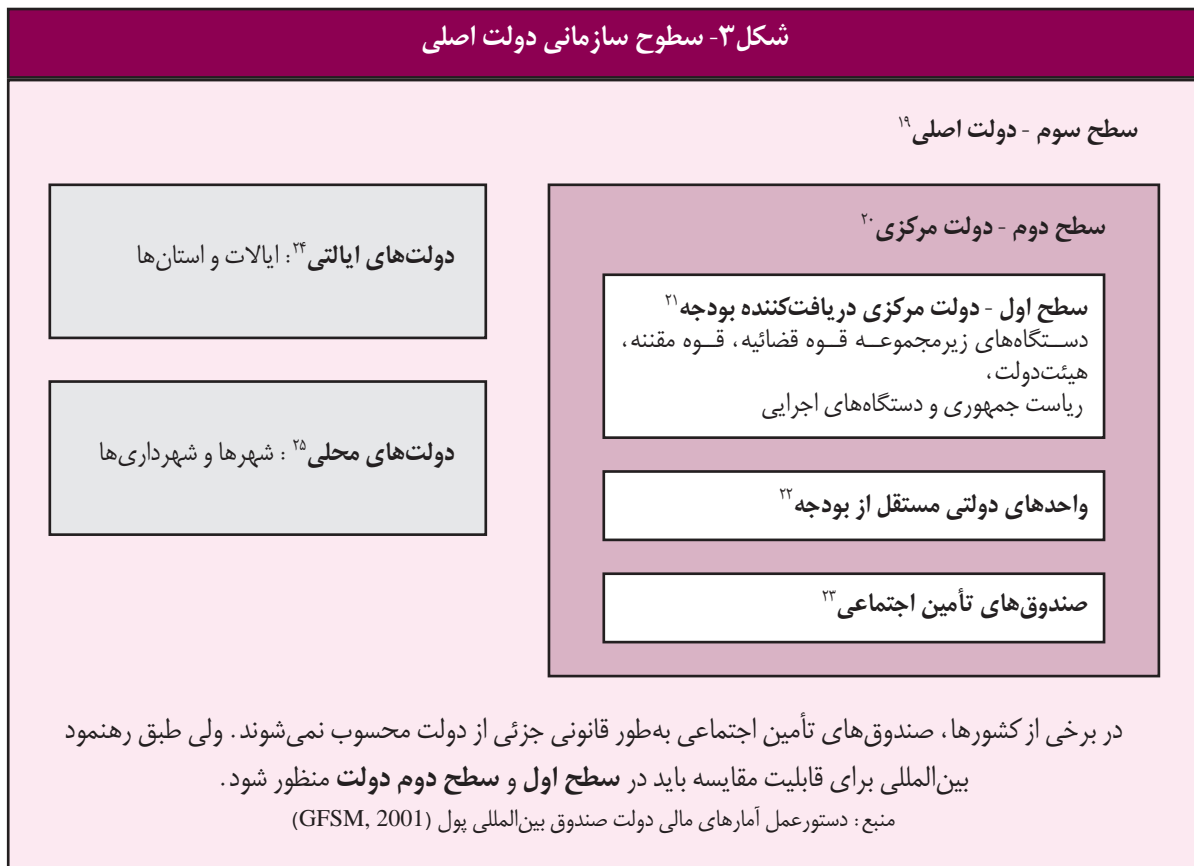 شکل۳- سطوح سازمانی دولت اصلی
سطح سوم - دولت اصلی۱۹
سطح دوم - دولت مرکزی۲۰
سطح اول - دولت مرکزی دریافت‌کننده بودجه۲۱
دســتگاه‌های زیرمجموعــه قــوه قضائیه، قــوه مقننه،
هیئت‌دولت،
ریاست جمهوری و دستگاه‌های اجرایی
واحدهای دولتی مستقل از بودجه۲۲
صندوق‌های تأمین اجتماعی۲۳
دولت‌های ایالتی۲۴: ایالات و استان‌ها
دولت‌های محلی۲۵ : شهرها و شهرداری‌ها
در برخی از کشورها، صندوق‌های تأمین اجتماعی به‌طور قانونی جزئی از دولت محسوب نمی‌شوند. ولی طبق رهنمود
بین‌المللی برای قابلیت مقایسه باید در سطح اول و سطح دوم دولت منظور شود.
منبع: دستورعمل آمارهای مالی دولت صندوق بین‌المللی پول (GFSM, 2001)